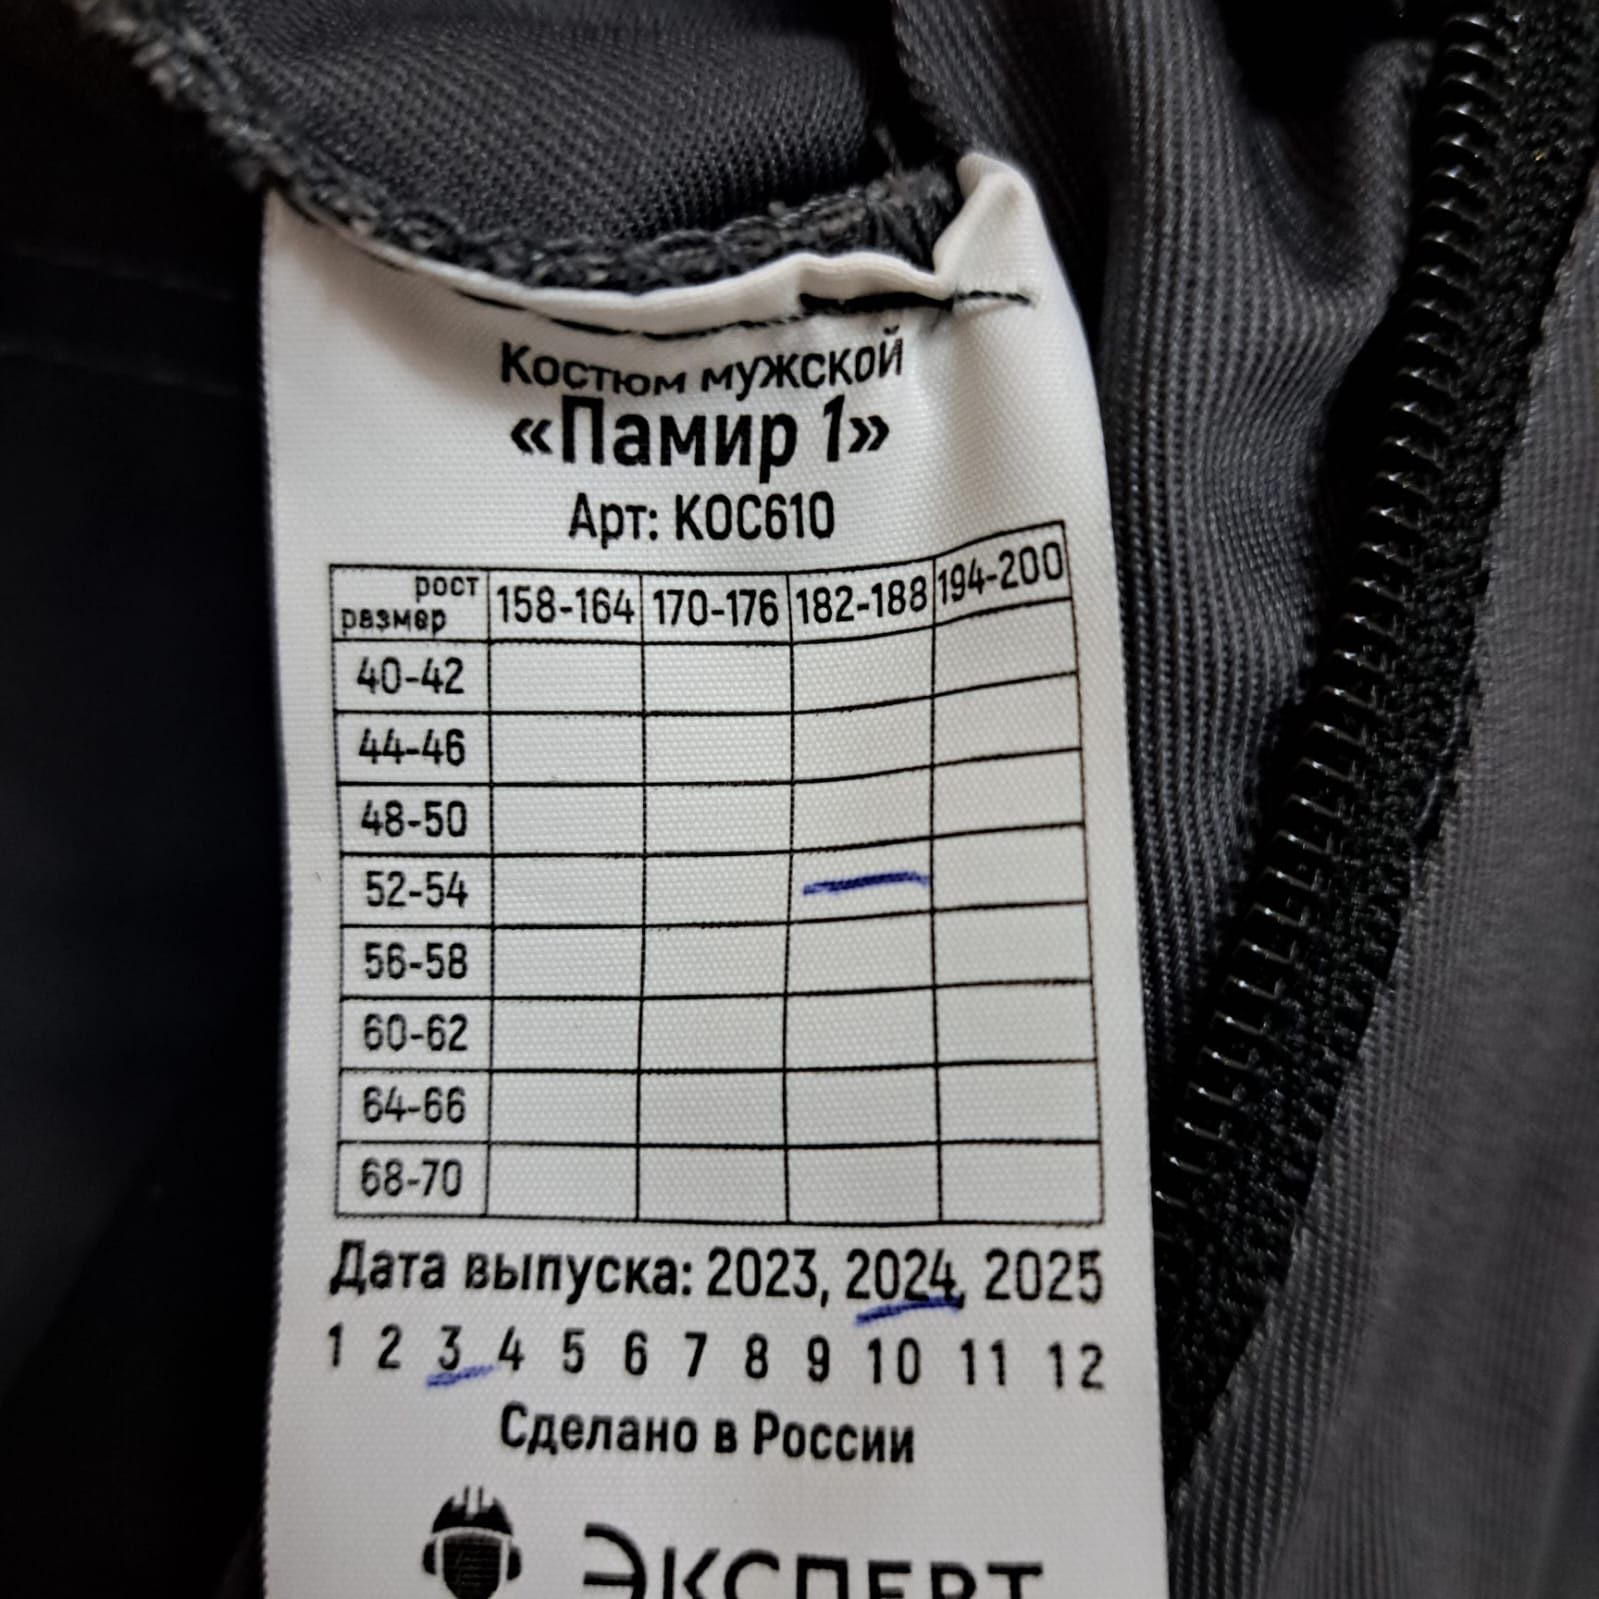 Костюм мужской
«Памир 1»
Арт: КОС610
рост
размер
158-164 170-176 182-188 194-200
40-42
44-46
48-50
52-54
56-58
60-62
64-66
68-70
Дата выпуска: 2023, 2024, 2025
1 2 3 4 5 6 7 8 9 10 11 12
Сделано в России
ЭКСПЕРТ